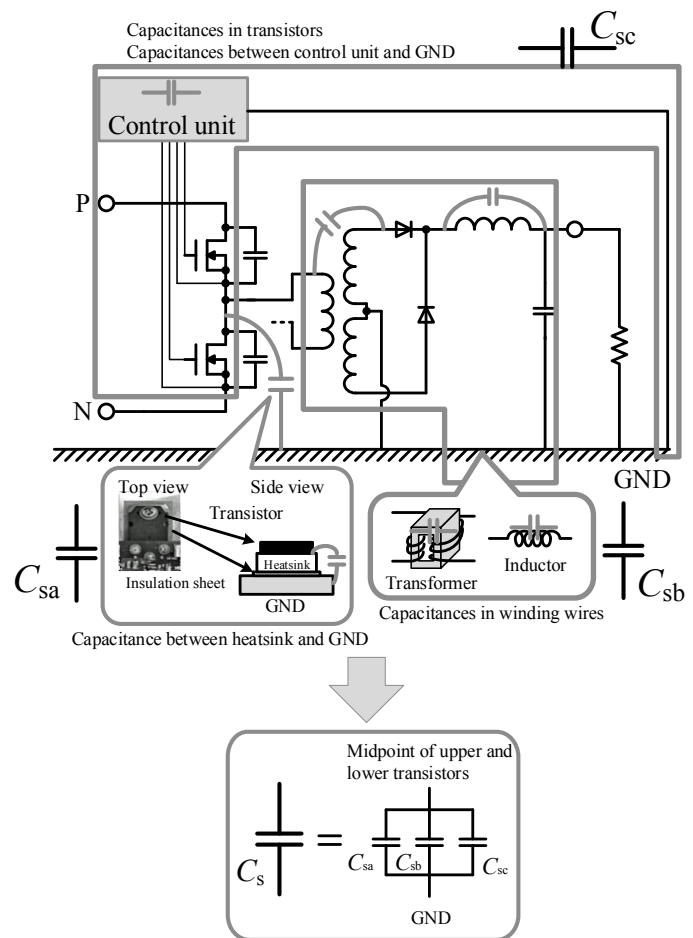 Capacitances in transistors
Capacitances between control unit and GND
Csc
Control unit
P
N
GND
Top view
Side view
Transistor
Heatsink
Insulation sheet
GND
Csa
Capacitance between heatsink and GND
Transformer
Inductor
Csb
Capacitances in winding wires
Midpoint of upper and
lower transistors
Cs
=
Csa
Csb
Csc
GND